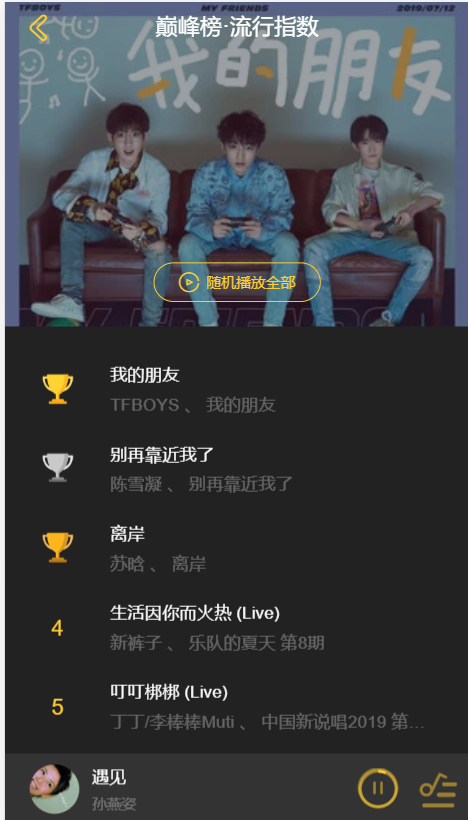 TFBOYS MY FRIENDS 2019/07/12
巅峰榜·流行指数
我的朋友
随机播放全部
MY FRIENDS
我的朋友
TFBOYS 、 我的朋友
别再靠近我了
陈雪凝 、 别再靠近我了
离岸
苏晗 、 离岸
4
生活因你而火热 (Live)
新裤子 、 乐队的夏天 第8期
5
叮叮梆梆 (Live)
丁丁/李棒棒Muti 、 中国新说唱2019 第…
遇见
孙燕姿